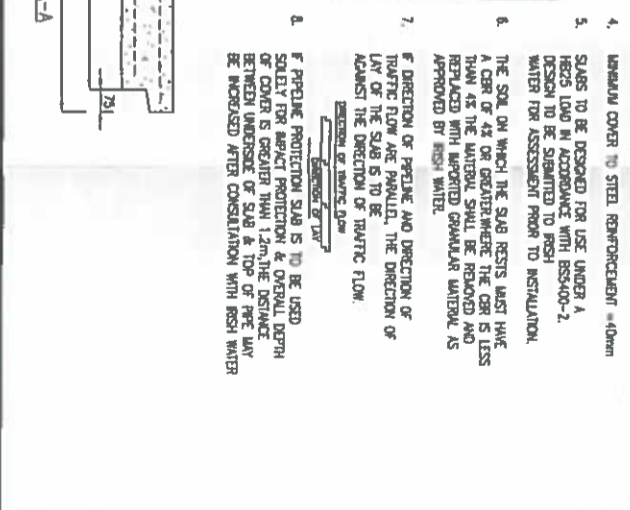 4. MINIMUM COVER TO STEEL REINFORCEMENT =40mm
5. SLABS TO BE DESIGNED FOR USE UNDER A
HB25 LOAD IN ACCORDANCE WITH BS5400-2.
DESIGN TO BE SUBMITTED TO IRISH
WATER FOR ASSESSMENT PRIOR TO INSTALLATION.
6. THE SOIL ON WHICH THE SLAB RESTS MUST HAVE
A CBR OF 4% OR GREATER.WHERE THE CBR IS LESS
THAN 4% THE MATERIAL SHALL BE REMOVED AND
REPLACED WITH IMPORTED GRANULAR MATERIAL AS
APPROVED BY IRISH WATER.
7. IF DIRECTION OF PIPELINE AND DIRECTION OF
TRAFFIC FLOW ARE PARALLEL, THE DIRECTION OF
LAY OF THE SLAB IS TO BE
AGAINST THE DIRECTION OF TRAFFIC FLOW.
DIRECTION OF TRAFFIC FLOW
DIRECTION OF LAY
8. IF PIPELINE PROTECTION SLAB IS TO BE USED
SOLELY FOR IMPACT PROTECTION & OVERALL DEPTH
OF COVER IS GREATER THAN 1.2m,THE DISTANCE
BETWEEN UNDERSIDE OF SLAB & TOP OF PIPE MAY
BE INCREASED AFTER CONSULTATION WITH IRISH WATER
75
-A